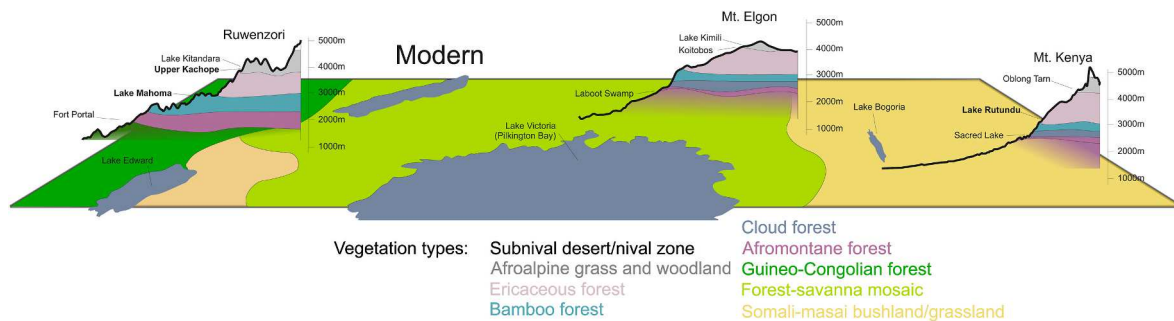 Ruwenzori
Lake Kitandara
Upper Kachope
Lake Mahoma
Fort Portal
Lake Edward
5000m
4000m
3000m
2000m
1000m
Modern
Mt. Elgon
Lake Kimili
Koitobos
Laboot Swamp
Lake Victoria
(Pilkington Bay)
5000m
4000m
3000m
2000m
1000m
Mt. Kenya
Oblong Tarn
Lake Bogoria
Lake Rutundu
Sacred Lake
5000m
4000m
3000m
2000m
1000m
Vegetation types:
Subnival desert/nival zone
Afroalpine grass and woodland
Ericaceous forest
Bamboo forest
Cloud forest
Afromontane forest
Guineo-Congolian forest
Forest-savanna mosaic
Somali-masai bushland/grassland